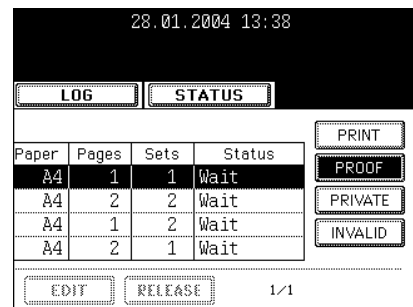 28.01.2004 13:38
LOG STATUS
PRINT
Paper Pages Sets Status
PROOF
A4 1 1 Wait
A4 2 2 Wait
PRIVATE
A4 1 2 Wait
INVALID
A4 2 1 Wait
EDIT RELEASE 1/1